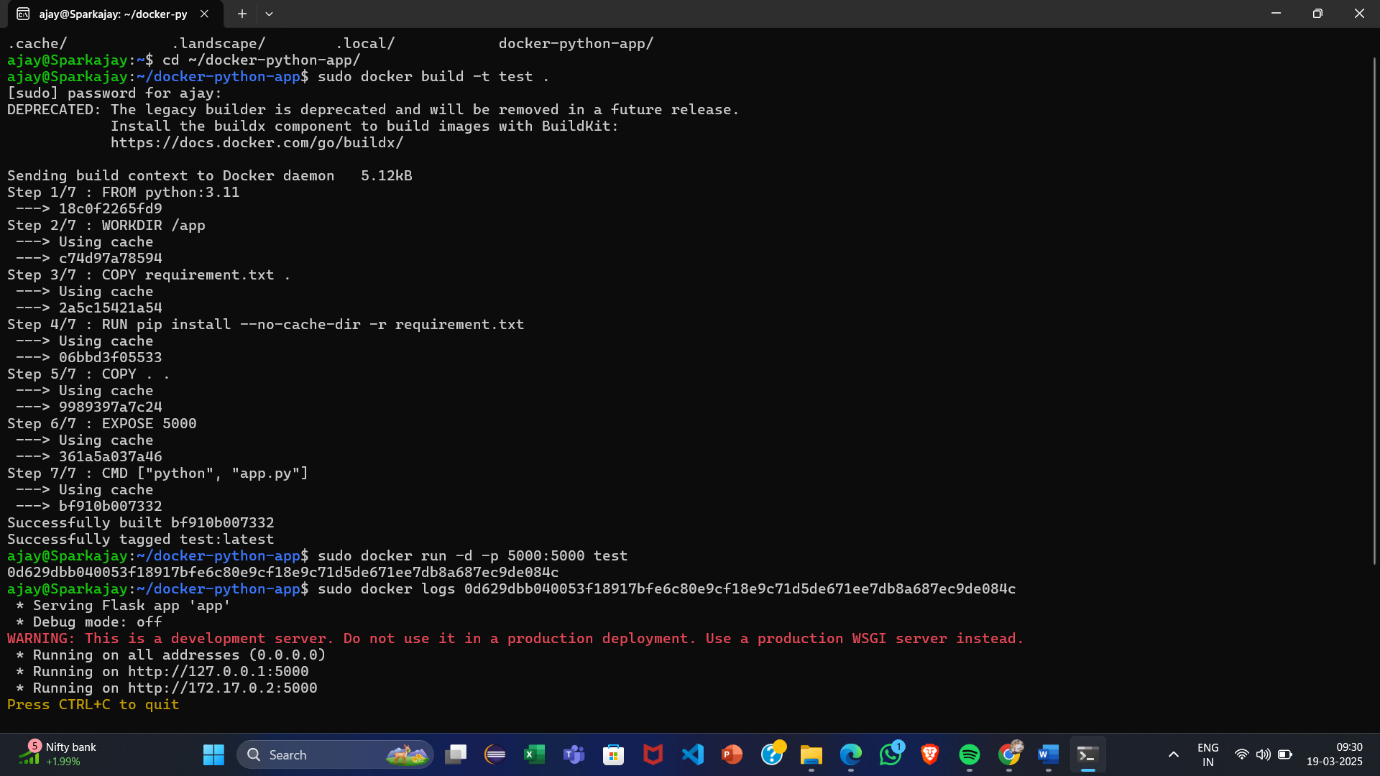 ajay@Sparkajay: ~/docker-py
.cache/ .landscape/ .local/ docker-python-app/
ajay@Sparkajay:~$ cd ~/docker-python-app/
ajay@Sparkajay:~/docker-python-app$ sudo docker build -t test .
[sudo] password for ajay:
DEPRECATED: The legacy builder is deprecated and will be removed in a future release.
Install the buildx component to build images with BuildKit:
https://docs.docker.com/go/buildx/
Sending build context to Docker daemon 5.12kB
Step 1/7 : FROM python:3.11
---> 18c0f2265fd9
Step 2/7 : WORKDIR /app
---> Using cache
---> c74d97a78594
Step 3/7 : COPY requirement.txt .
---> Using cache
---> 2a5c15421a54
Step 4/7 : RUN pip install --no-cache-dir -r requirement.txt
---> Using cache
---> 06bbd3f05533
Step 5/7 : COPY . .
---> Using cache
---> 9989397a7c24
Step 6/7 : EXPOSE 5000
---> Using cache
---> 361a5a037a46
Step 7/7 : CMD ["python", "app.py"]
---> Using cache
---> bf910b007332
Successfully built bf910b007332
Successfully tagged test:latest
ajay@Sparkajay:~/docker-python-app$ sudo docker run -d -p 5000:5000 test
0d629dbb040053f18917bfe6c80e9cf18e9c71d5de671ee7db8a687ec9de084c
ajay@Sparkajay:~/docker-python-app$ sudo docker logs 0d629dbb040053f18917bfe6c80e9cf18e9c71d5de671ee7db8a687ec9de084c
* Serving Flask app 'app'
* Debug mode: off
WARNING: This is a development server. Do not use it in a production deployment. Use a production WSGI server instead.
* Running on all addresses (0.0.0.0)
* Running on http://127.0.0.1:5000
* Running on http://172.17.0.2:5000
Press CTRL+C to quit
5 Nifty bank
+1.99%
Search
1
ENG
IN
09:30
19-03-2025